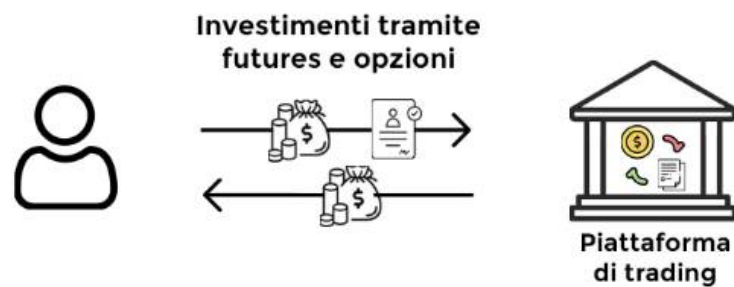 Investimenti tramite
futures e opzioni
$
$
$
Piattaforma
di trading